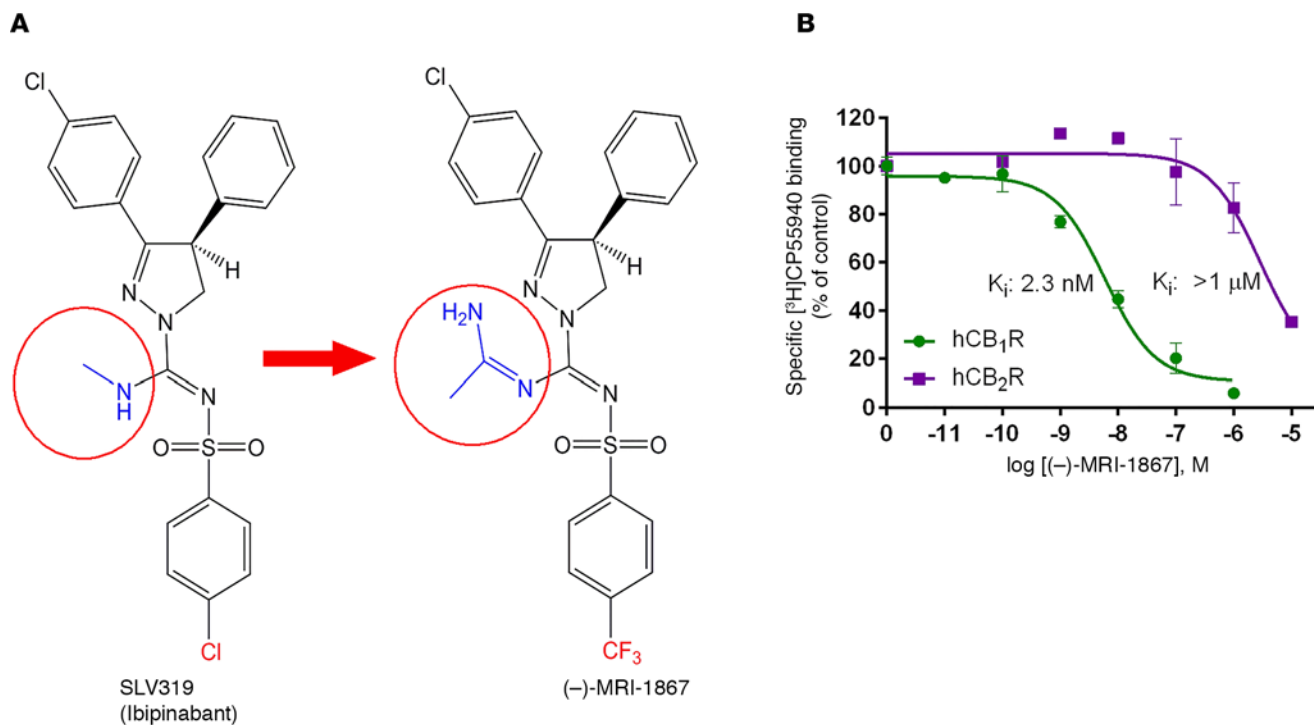 A
Cl
H
N
N
N
H
N
O
S
O
Cl
SLV319
(Ibipinabant)
Cl
H
N
H₂N
N
N
N
O
S
O
CF₃
(–)-MRI-1867
B
Specific [³H]CP55940 binding
(% of control)
120
100
80
60
40
20
0
Kᵢ: 2.3 nM
Kᵢ: >1 μM
hCB₁R
hCB₂R
0 -11 -10 -9 -8 -7 -6 -5
log [(–)-MRI-1867], M